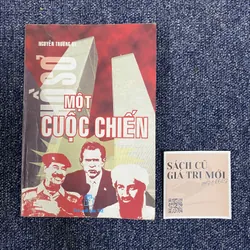 NGUYỄN TRƯỜNG
HỒ SƠ
MỘT
CUỘC CHIẾN
SÁCH CŨ,
GIÁ TRỊ MỚI